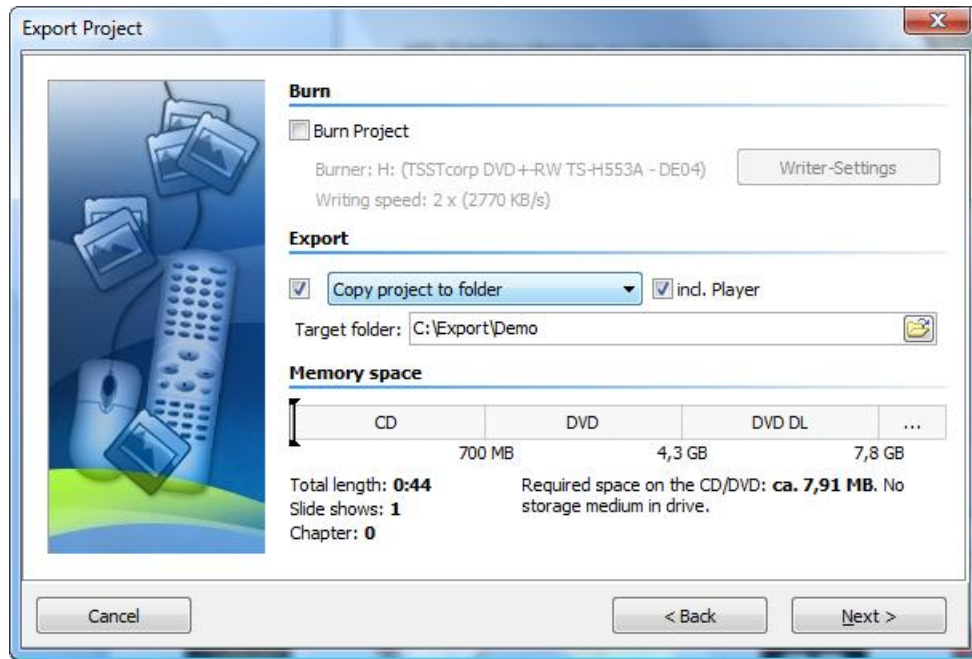 Export Project
Burn
Burn Project
Burner: H: (TSSTcorp DVD+-RW TS-H553A - DE04)
Writer-Settings
Writing speed: 2 x (2770 KB/s)
Export
Copy project to folder
incl. Player
Target folder: C:\Export\Demo
Memory space
CD DVD DVD DL ...
700 MB 4,3 GB 7,8 GB
Total length: 0:44
Slide shows: 1
Chapter: 0
Required space on the CD/DVD: ca. 7,91 MB. No
storage medium in drive.
Cancel
< Back
Next >